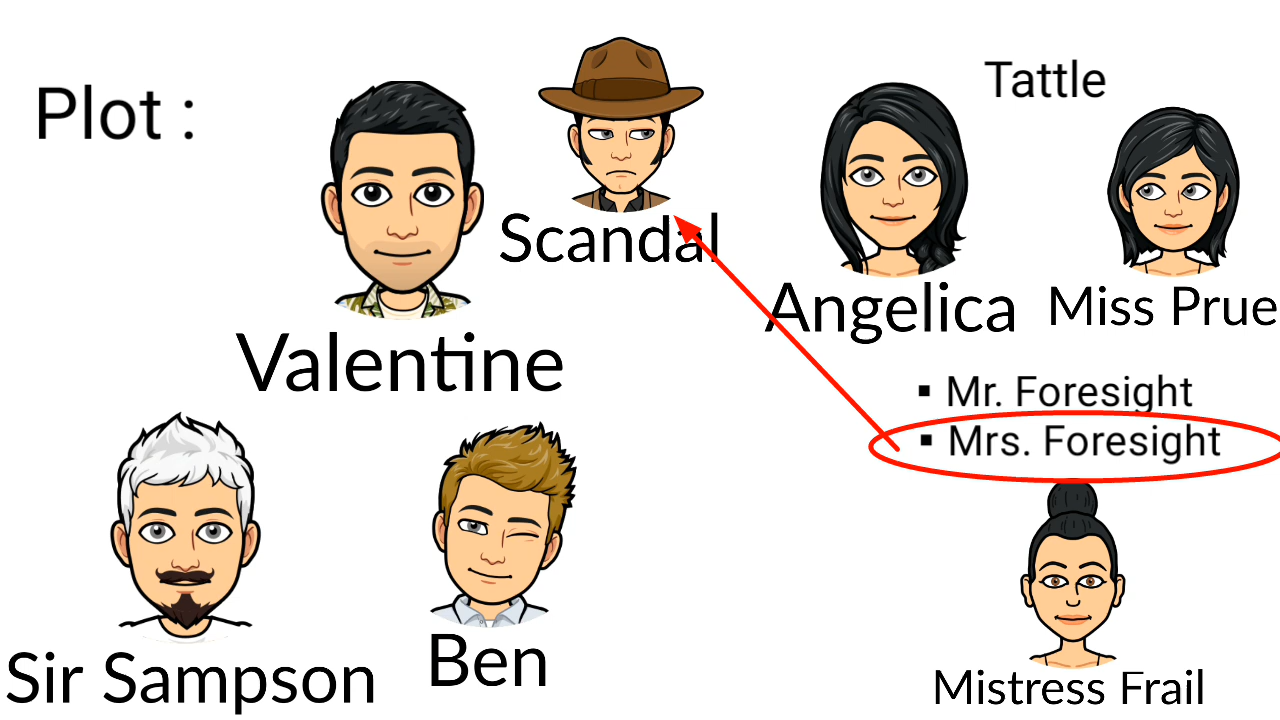 Plot :
Tattle
Scandal
Angelica
Miss Prue
Valentine
▪ Mr. Foresight
▪ Mrs. Foresight
Sir Sampson
Ben
Mistress Frail